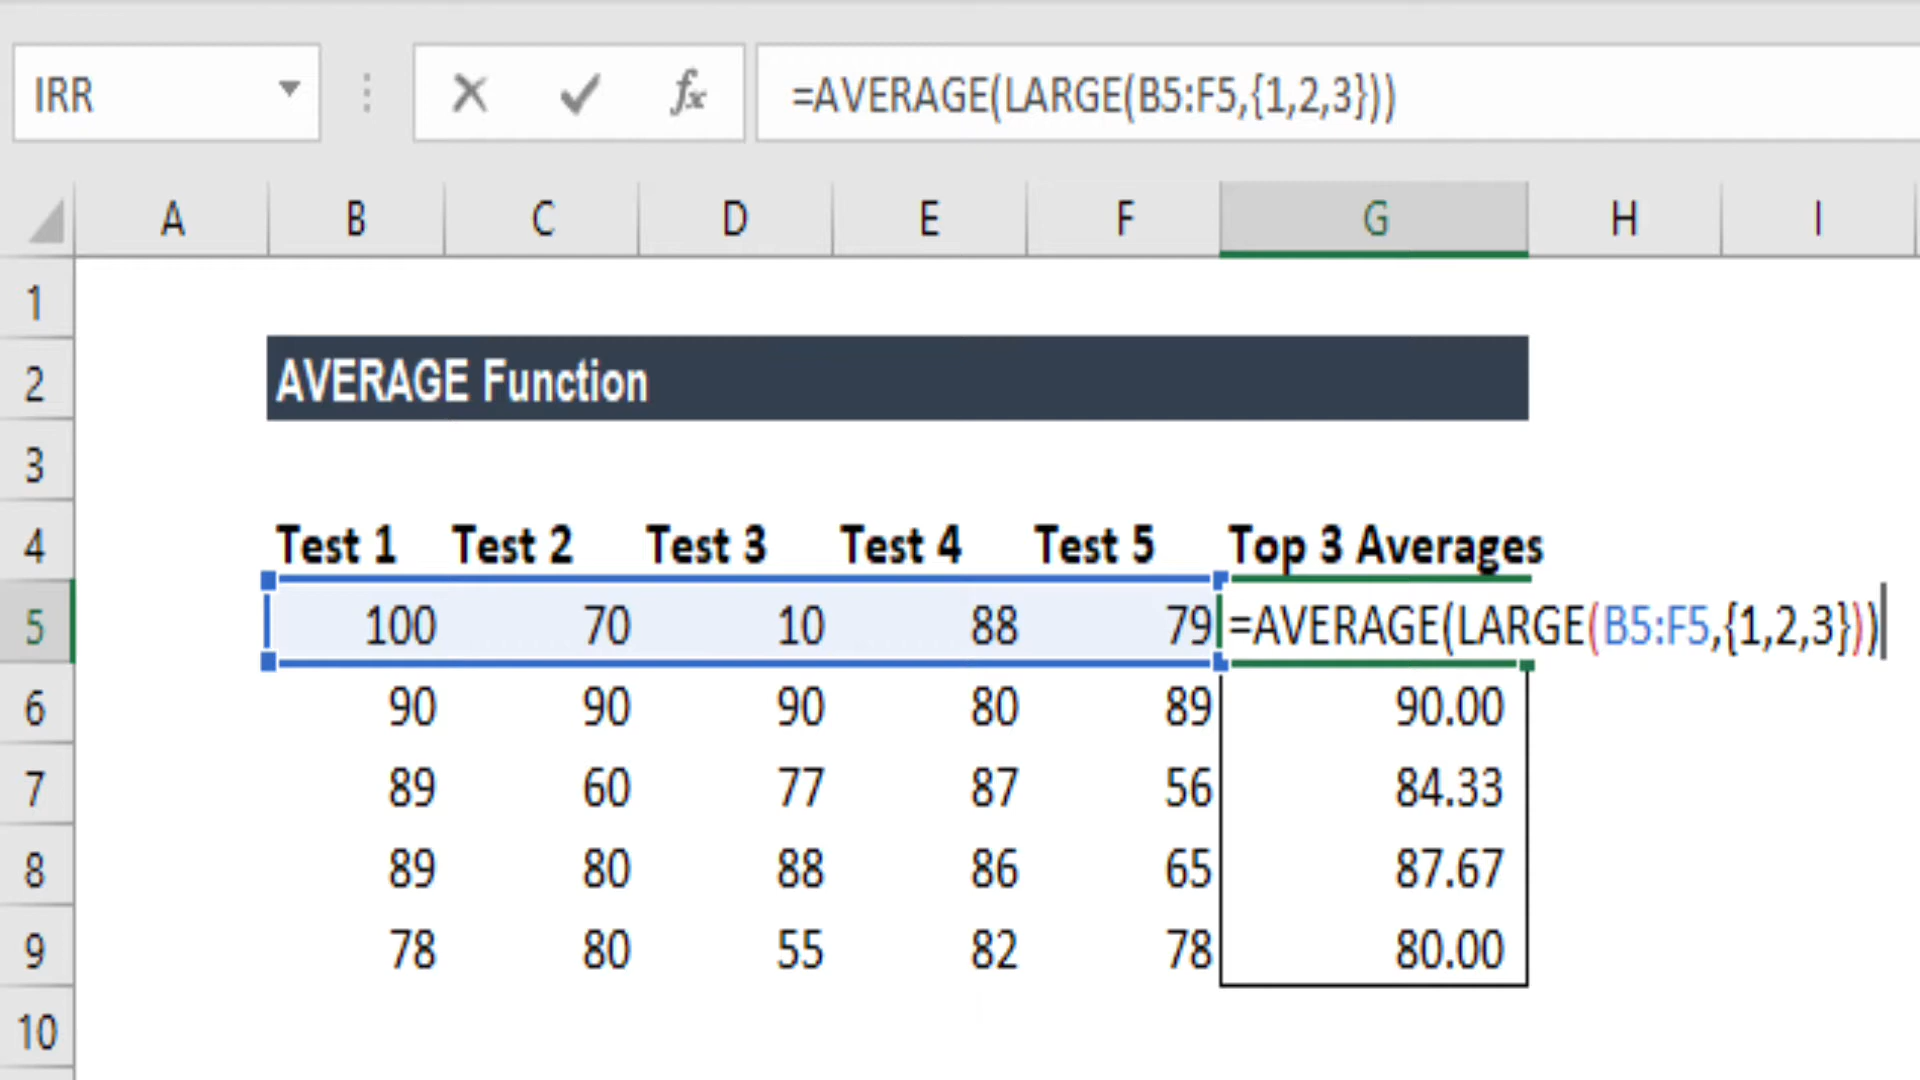 IRR fx =AVERAGE(LARGE(B5:F5,{1,2,3}))
A B C D E F G H I
1
2 AVERAGE Function
3
4 Test 1 Test 2 Test 3 Test 4 Test 5 Top 3 Averages
5 100 70 10 88 79 =AVERAGE(LARGE(B5:F5,{1,2,3}))
6 90 90 90 80 89 90.00
7 89 60 77 87 56 84.33
8 89 80 88 86 65 87.67
9 78 80 55 82 78 80.00
10